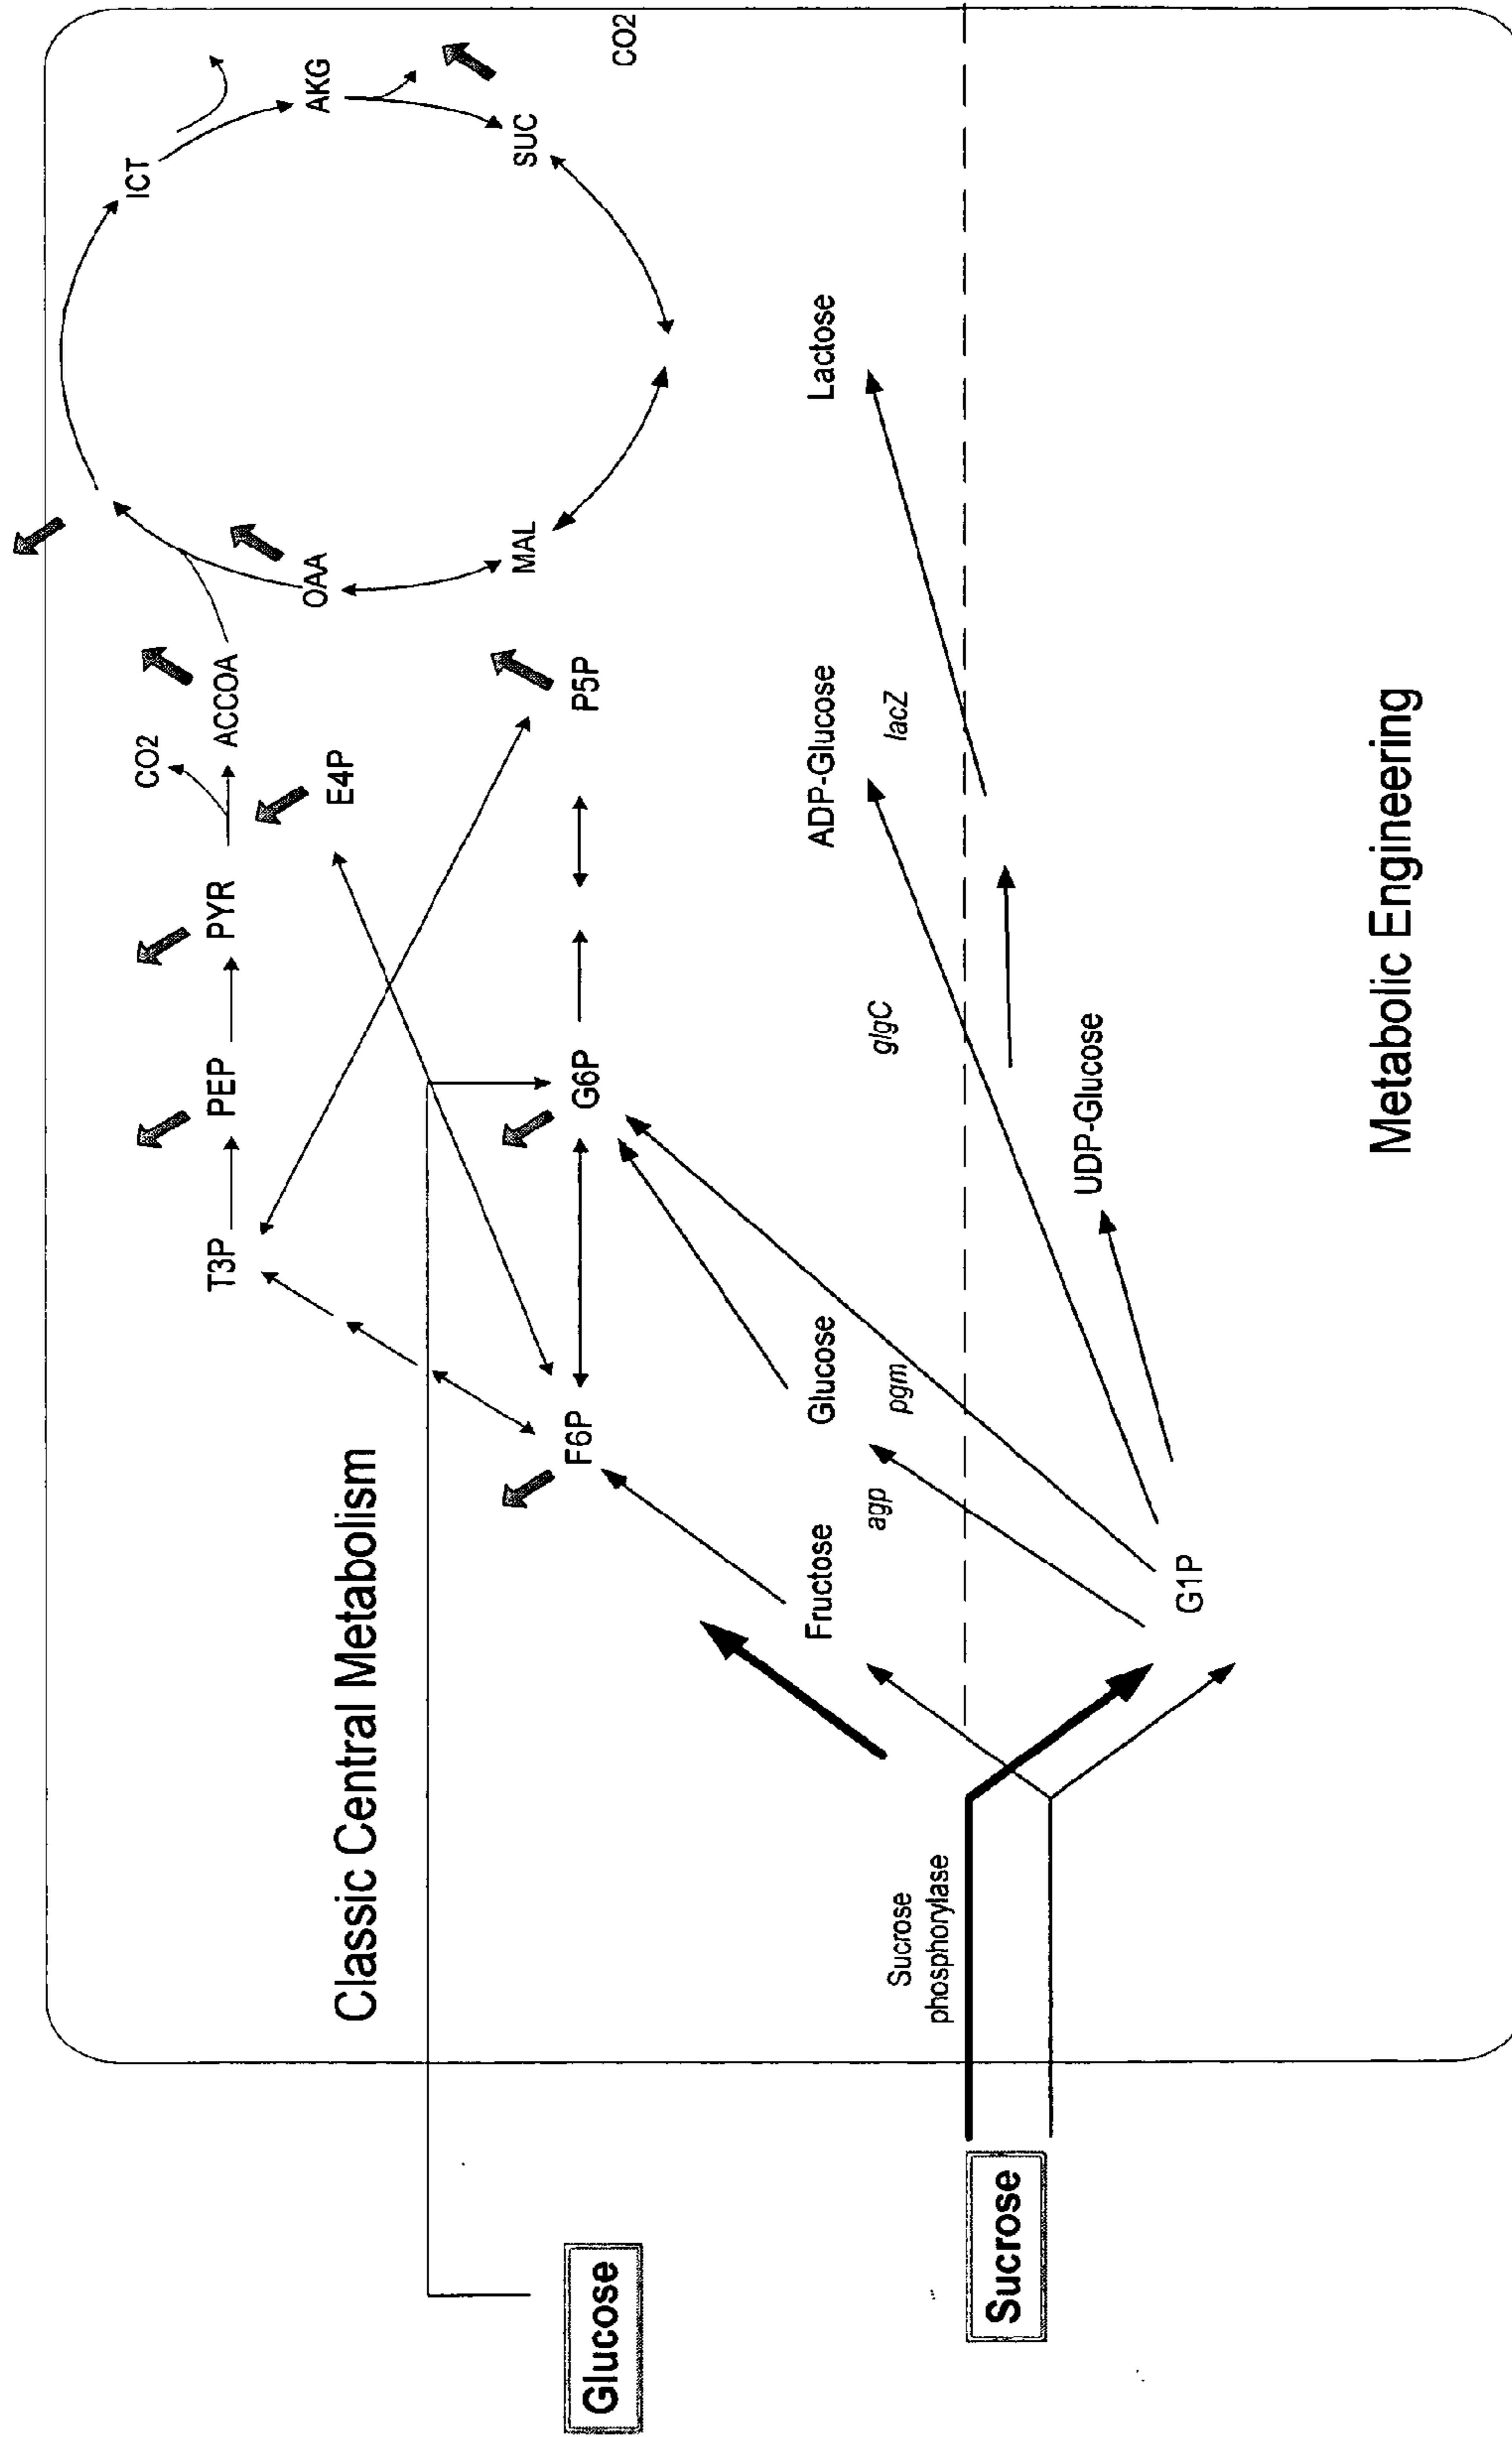 CO2
ICT
T3P
PEP
PYR
ACCOA
OAA
AKG
E4P
Classic Central Metabolism
MAL
SUC
Glucose
F6P
G6P
P5P
CO2
Fructose
Glucose
ADP-Glucose
Lactose
agp
pgm
glgC
lacZ
Sucrose
phosphorylase
Sucrose
UDP-Glucose
G1P
Metabolic Engineering